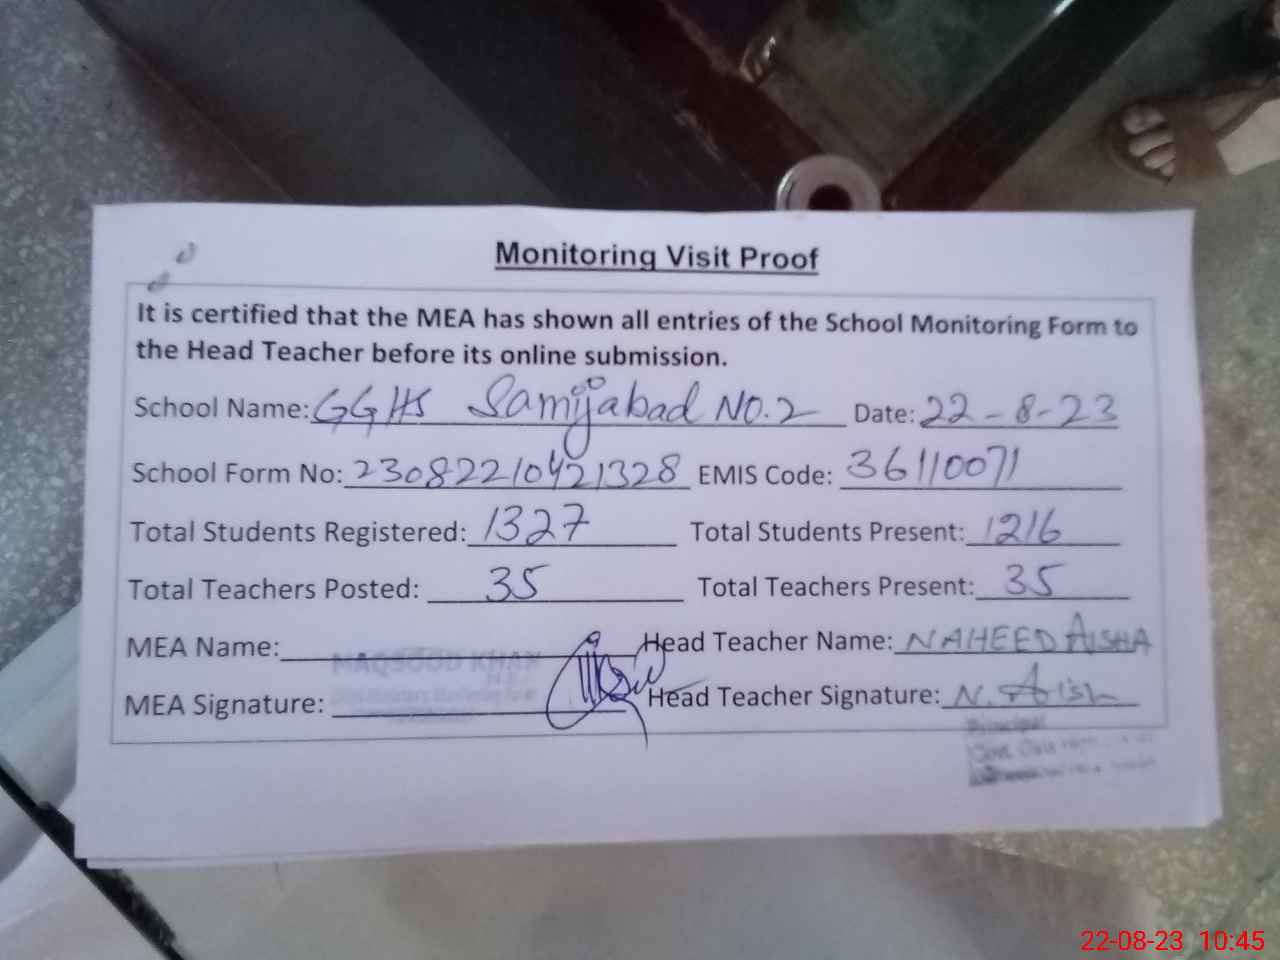 Monitoring Visit Proof
It is certified that the MEA has shown all entries of the School Monitoring Form to
the Head Teacher before its online submission.
School Name: GGHS Samijabad NO.2 Date: 22-8-23
School Form No: 230822210421328 EMIS Code: 36110071
Total Students Registered: 1327 Total Students Present: 1216
Total Teachers Posted: 35 Total Teachers Present: 35
MEA Name: MAQSOOD KHAN Head Teacher Name: NAHEED AISHA
MEA Signature: Head Teacher Signature: N. Aish
Principal
Govt. Girls
22-08-23 10:45